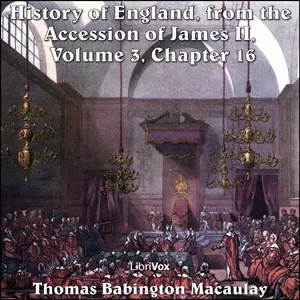 History of England, from the
Accession of James II,
Volume 3, Chapter 16
LibriVox
Thomas Babington Macaulay